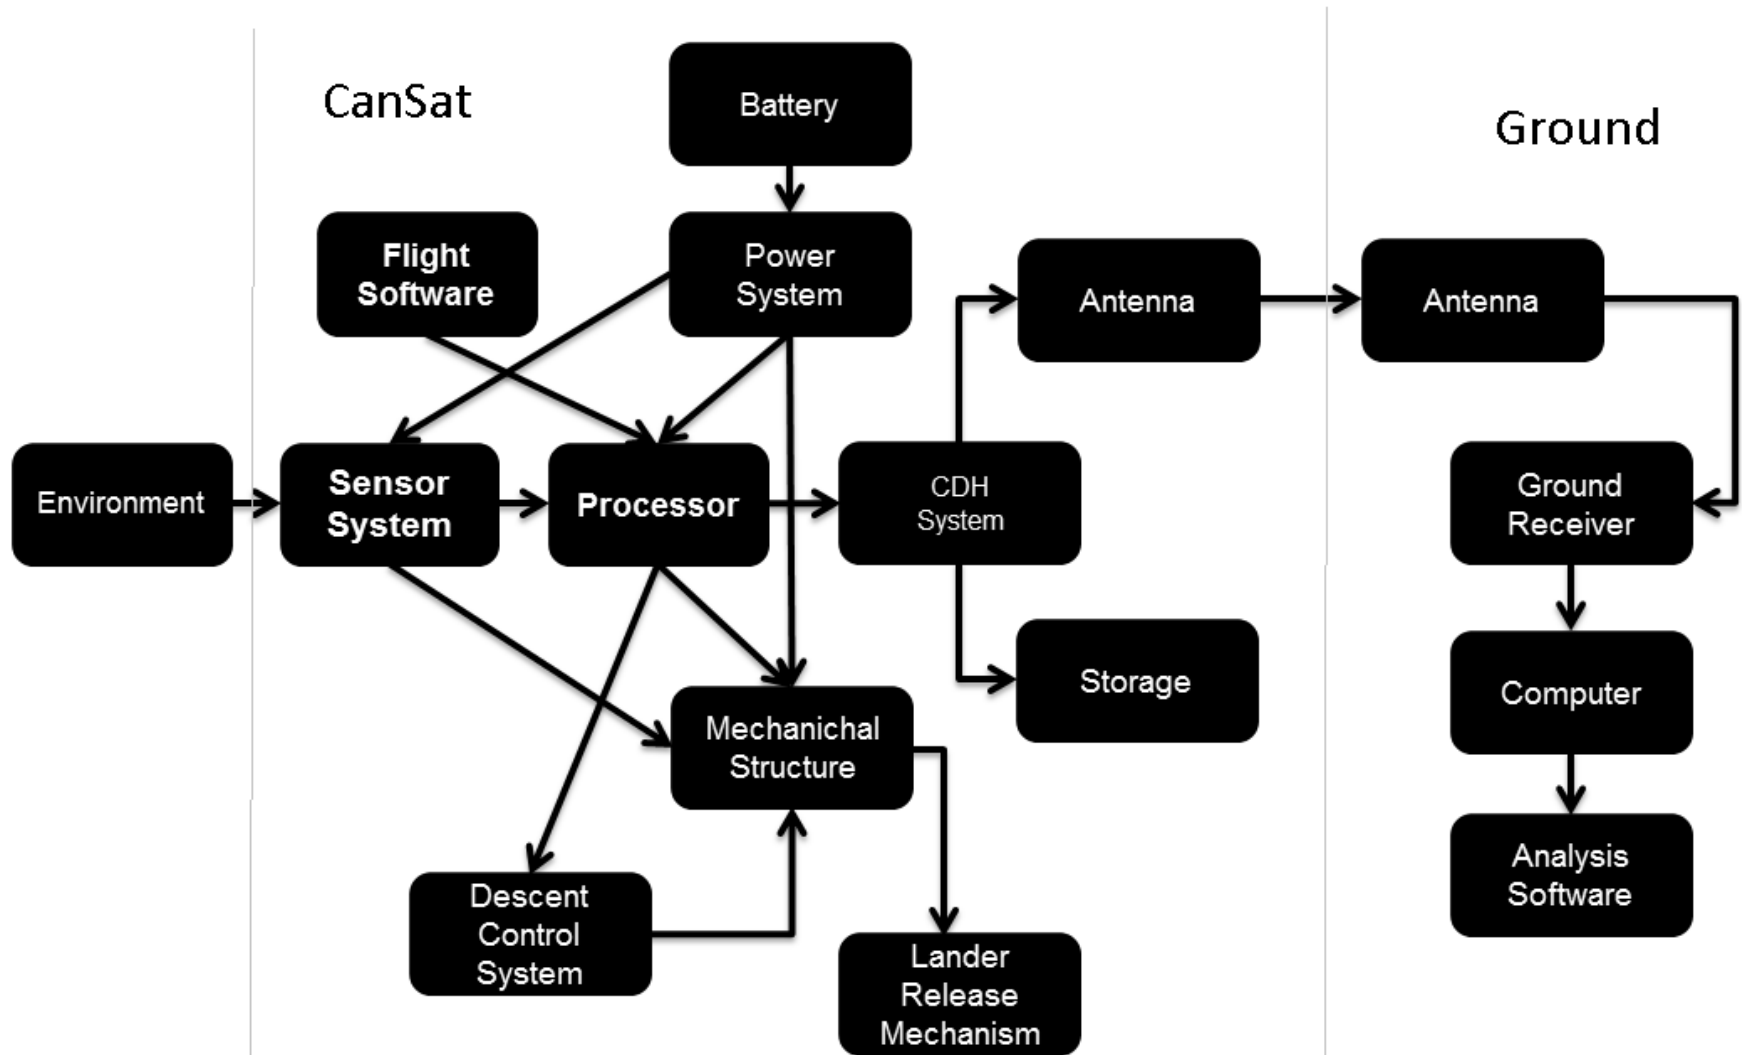 CanSat
Ground
Battery
Flight
Software
Power
System
Antenna
Antenna
Environment
Sensor
System
Processor
CDH
System
Ground
Receiver
Storage
Computer
Mechanichal
Structure
Analysis
Software
Descent
Control
System
Lander
Release
Mechanism